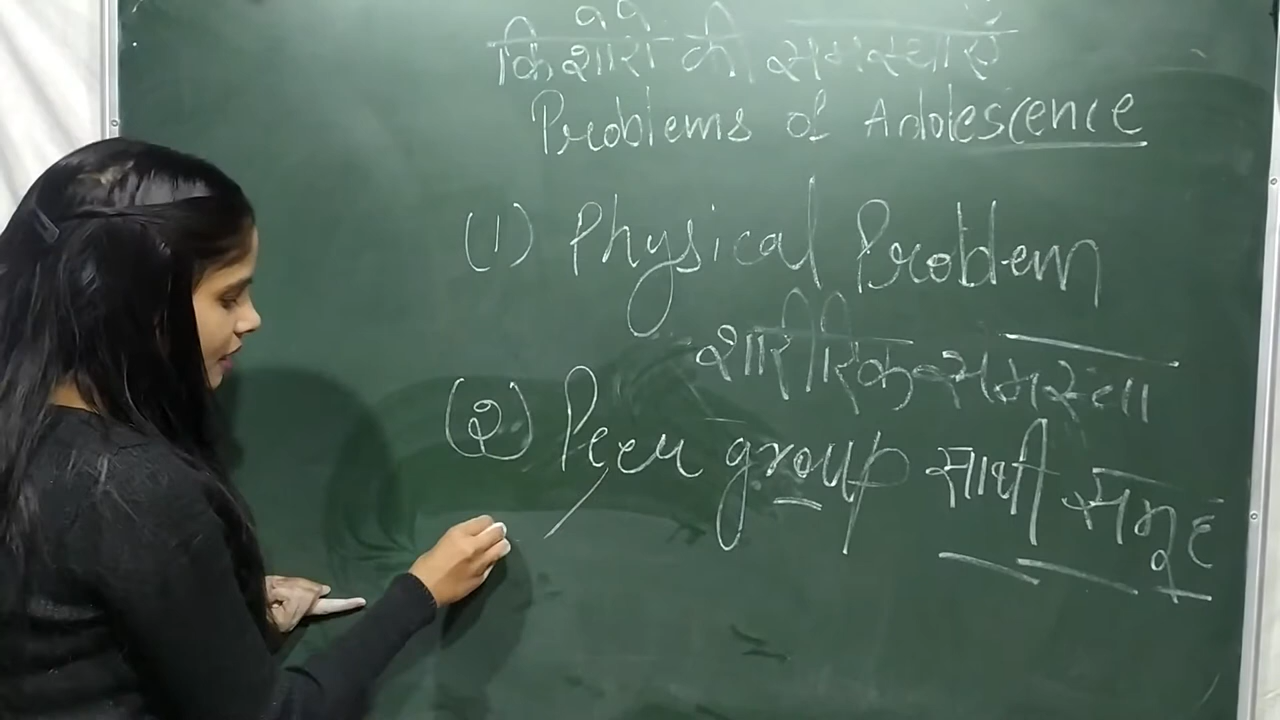 किशोरों की समस्याएँ
Problems of Adolescence
(1) Physical Problem
शारीरिक समस्या
(2) Peer group साथी समूह